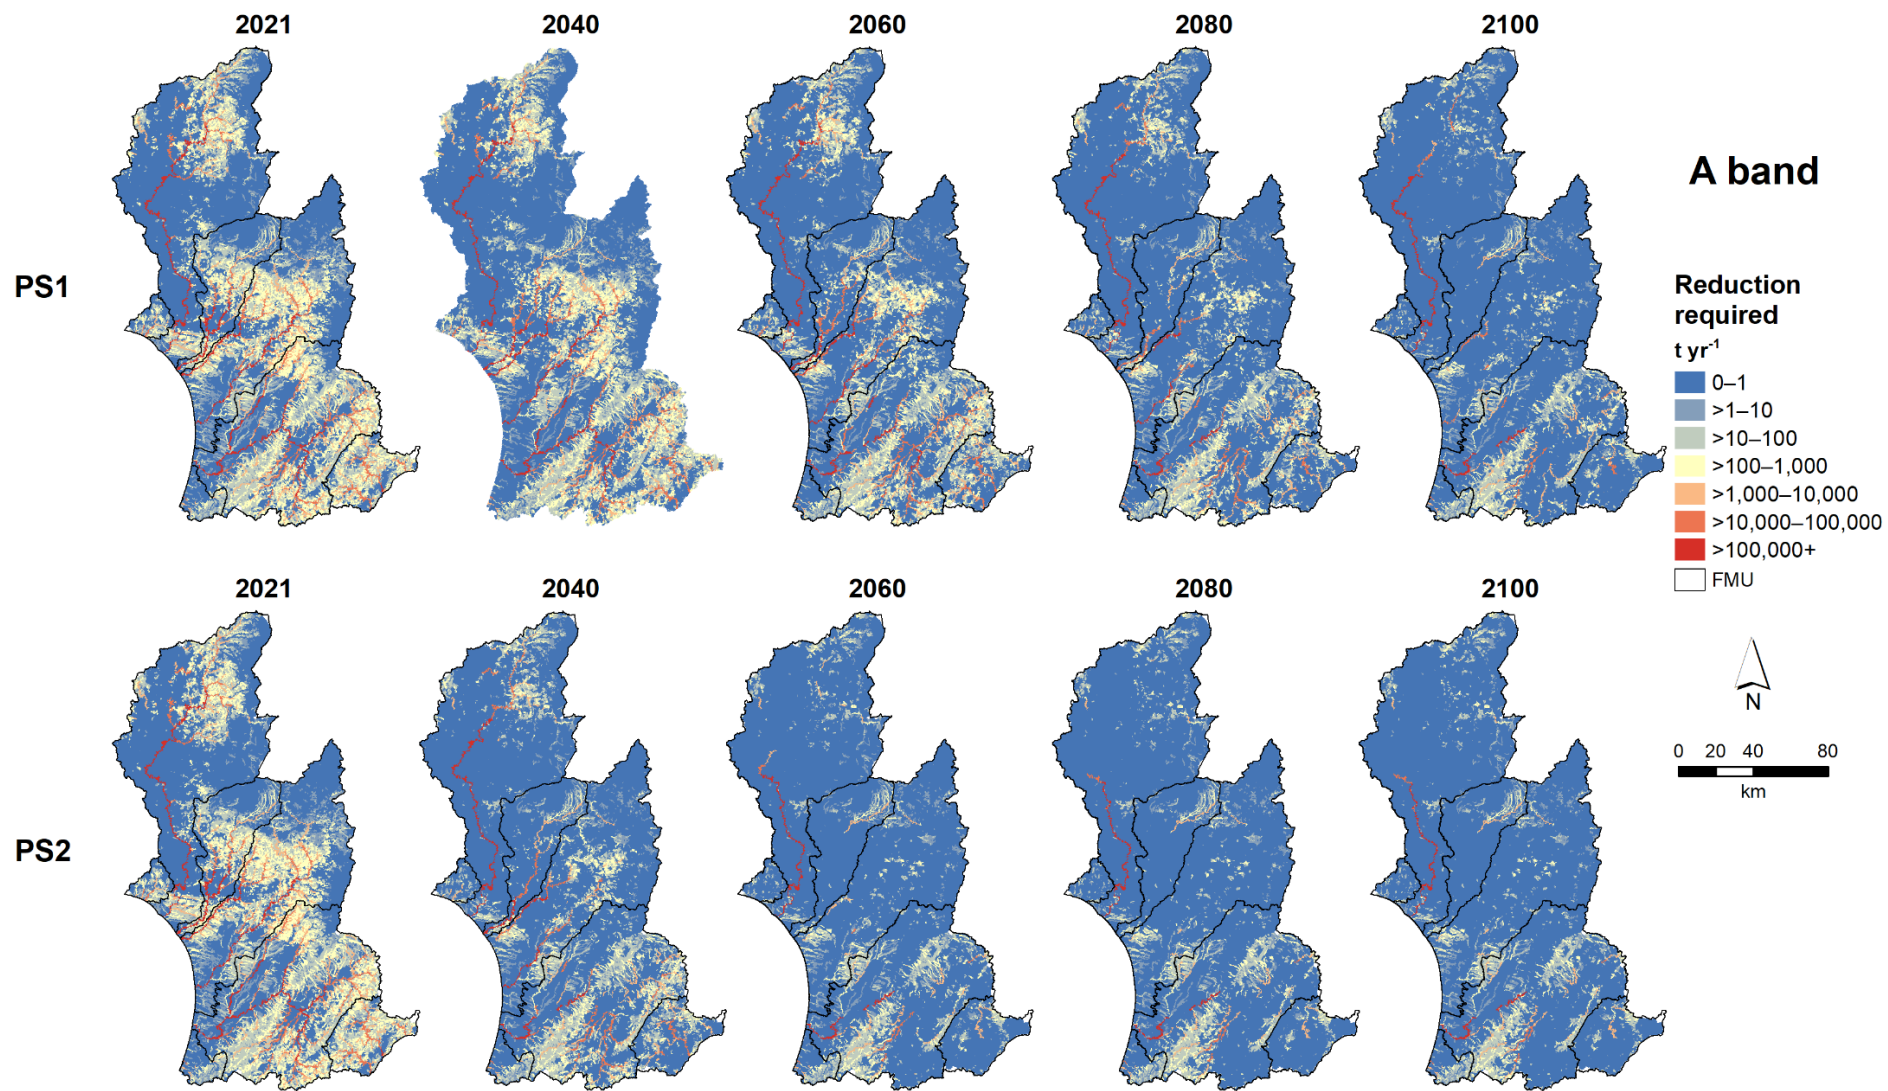 2021 2040 2060 2080 2100
A band
PS1
Reduction
required
t yr⁻¹
0–1
>1–10
>10–100
>100–1,000
>1,000–10,000
>10,000–100,000
>100,000+
FMU
2021 2040 2060 2080 2100
N
0 20 40 80
km
PS2